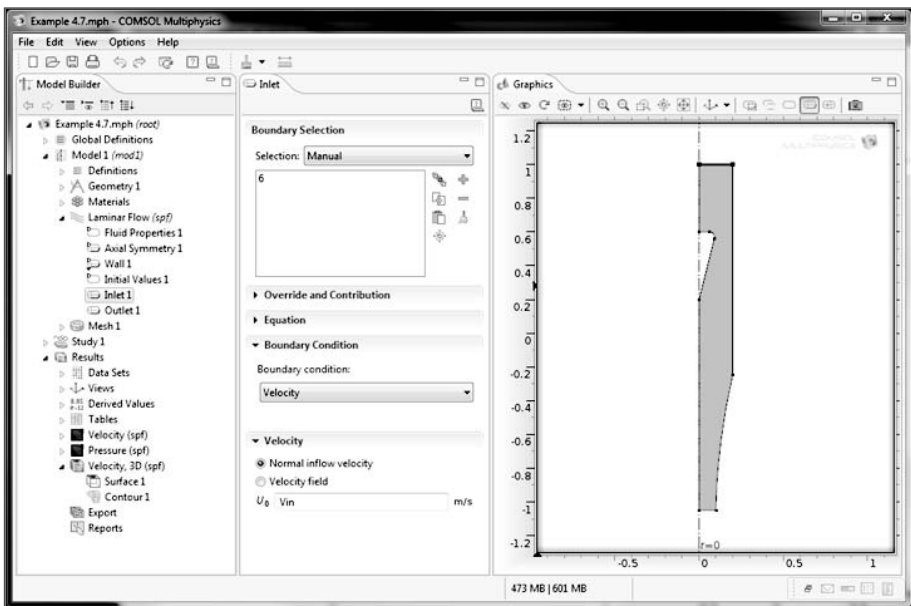 Example 4.7.mph - COMSOL Multiphysics
File Edit View Options Help
Model Builder
Example 4.7.mph (root)
Global Definitions
Model 1 (mod1)
Definitions
Geometry 1
Materials
Laminar Flow (spf)
Fluid Properties 1
Axial Symmetry 1
Wall 1
Initial Values 1
Inlet 1
Outlet 1
Mesh 1
Study 1
Results
Data Sets
Views
Derived Values
Tables
Velocity (spf)
Pressure (spf)
Velocity, 3D (spf)
Surface 1
Contour 1
Export
Reports
Inlet
Boundary Selection
Selection: Manual
6
Override and Contribution
Equation
Boundary Condition
Boundary condition:
Velocity
Velocity
Normal inflow velocity
Velocity field
U0 Vin m/s
Graphics
COMSOL
MULTIPHYSICS
1.2
1
0.8
0.6
0.4
0.2
0
-0.2
-0.4
-0.6
-0.8
-1
-1.2
r=0
-0.5 0 0.5 1
473 MB | 601 MB